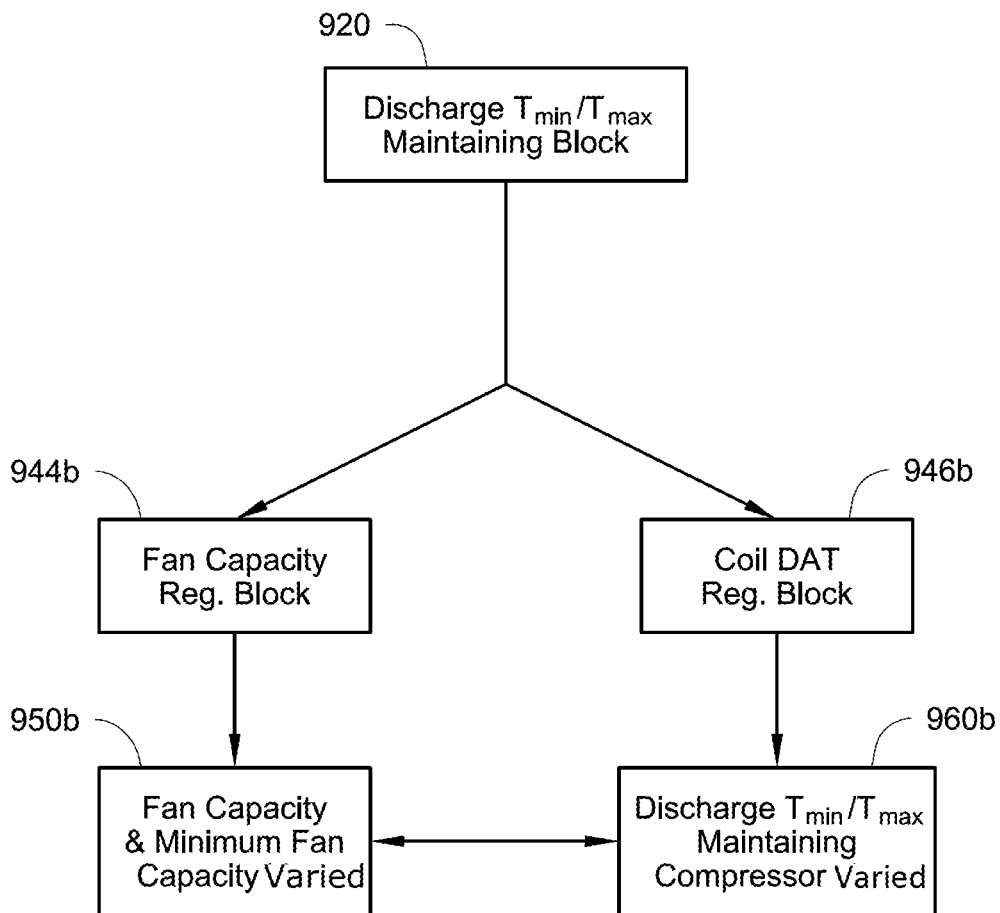 920
Discharge Tmin/Tmax
Maintaining Block
944b
Fan Capacity
Reg. Block
946b
Coil DAT
Reg. Block
950b
Fan Capacity
& Minimum Fan
Capacity Varied
960b
Discharge Tmin/Tmax
Maintaining
Compressor Varied